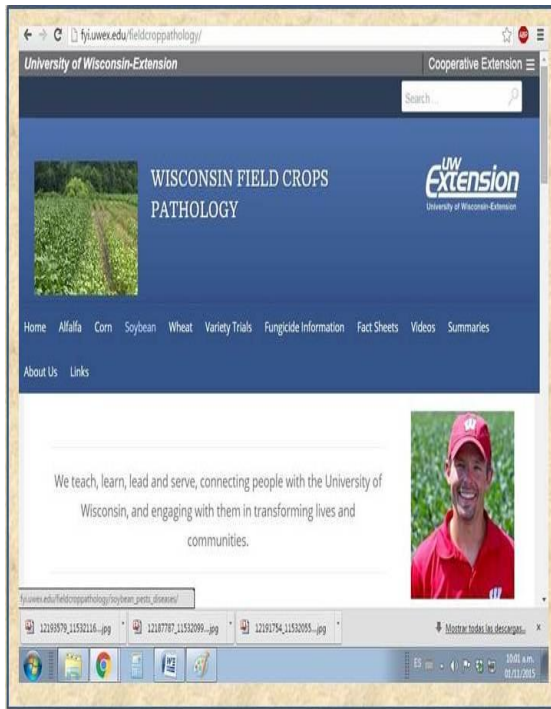 fyi.uwex.edu/fieldcroppathology/
ABP
University of Wisconsin-Extension
Cooperative Extension
Search ...
WISCONSIN FIELD CROPS
PATHOLOGY
UW
Extension
University of Wisconsin-Extension
Home Alfalfa Corn Soybean Wheat Variety Trials Fungicide Information Fact Sheets Videos Summaries
About Us Links
We teach, learn, lead and serve, connecting people with the University of
Wisconsin, and engaging with them in transforming lives and
communities.
W
fyi.uwex.edu/fieldcroppathology/soybean_pests_diseases/
12193579_11532116...jpg 12187787_11532099...jpg 12191754_11532055...jpg Mostrar todas las descargas...
ES 10:01 a.m.
01/11/2015